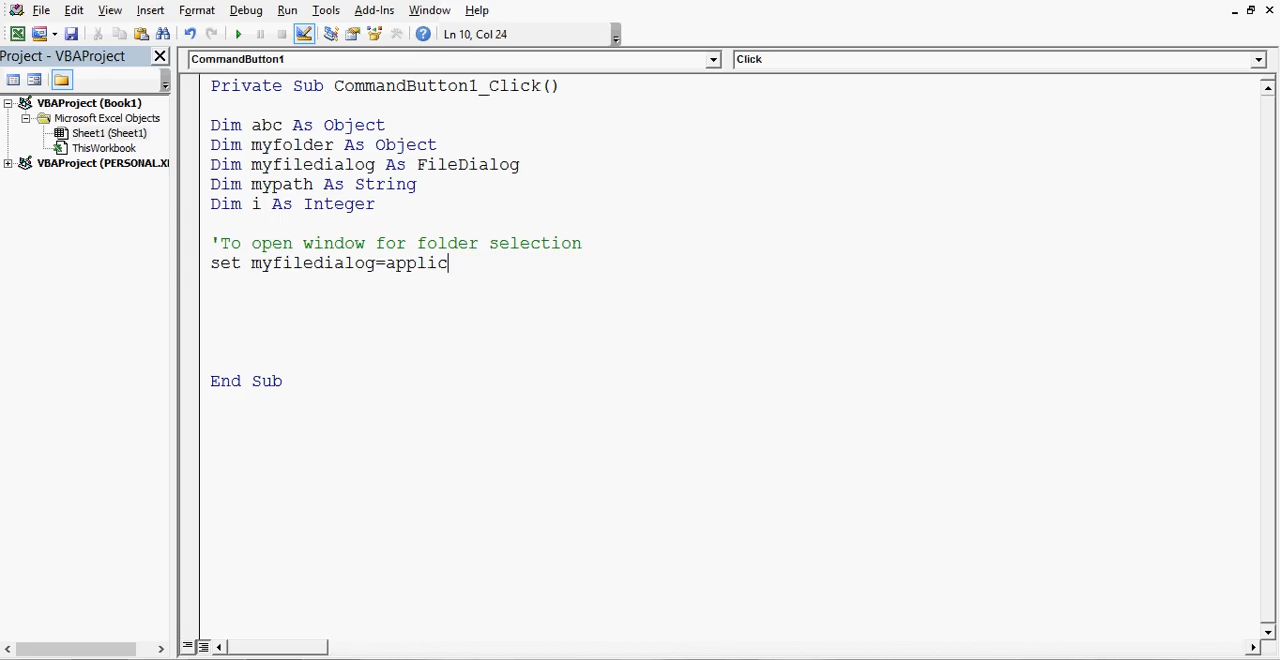 File Edit View Insert Format Debug Run Tools Add-Ins Window Help
Ln 10, Col 24
Project - VBAProject
CommandButton1 Click
VBAProject (Book1)
Microsoft Excel Objects
Sheet1 (Sheet1)
ThisWorkbook
VBAProject (PERSONAL.X
Private Sub CommandButton1_Click()
Dim abc As Object
Dim myfolder As Object
Dim myfiledialog As FileDialog
Dim mypath As String
Dim i As Integer
'To open window for folder selection
set myfiledialog=applic
End Sub